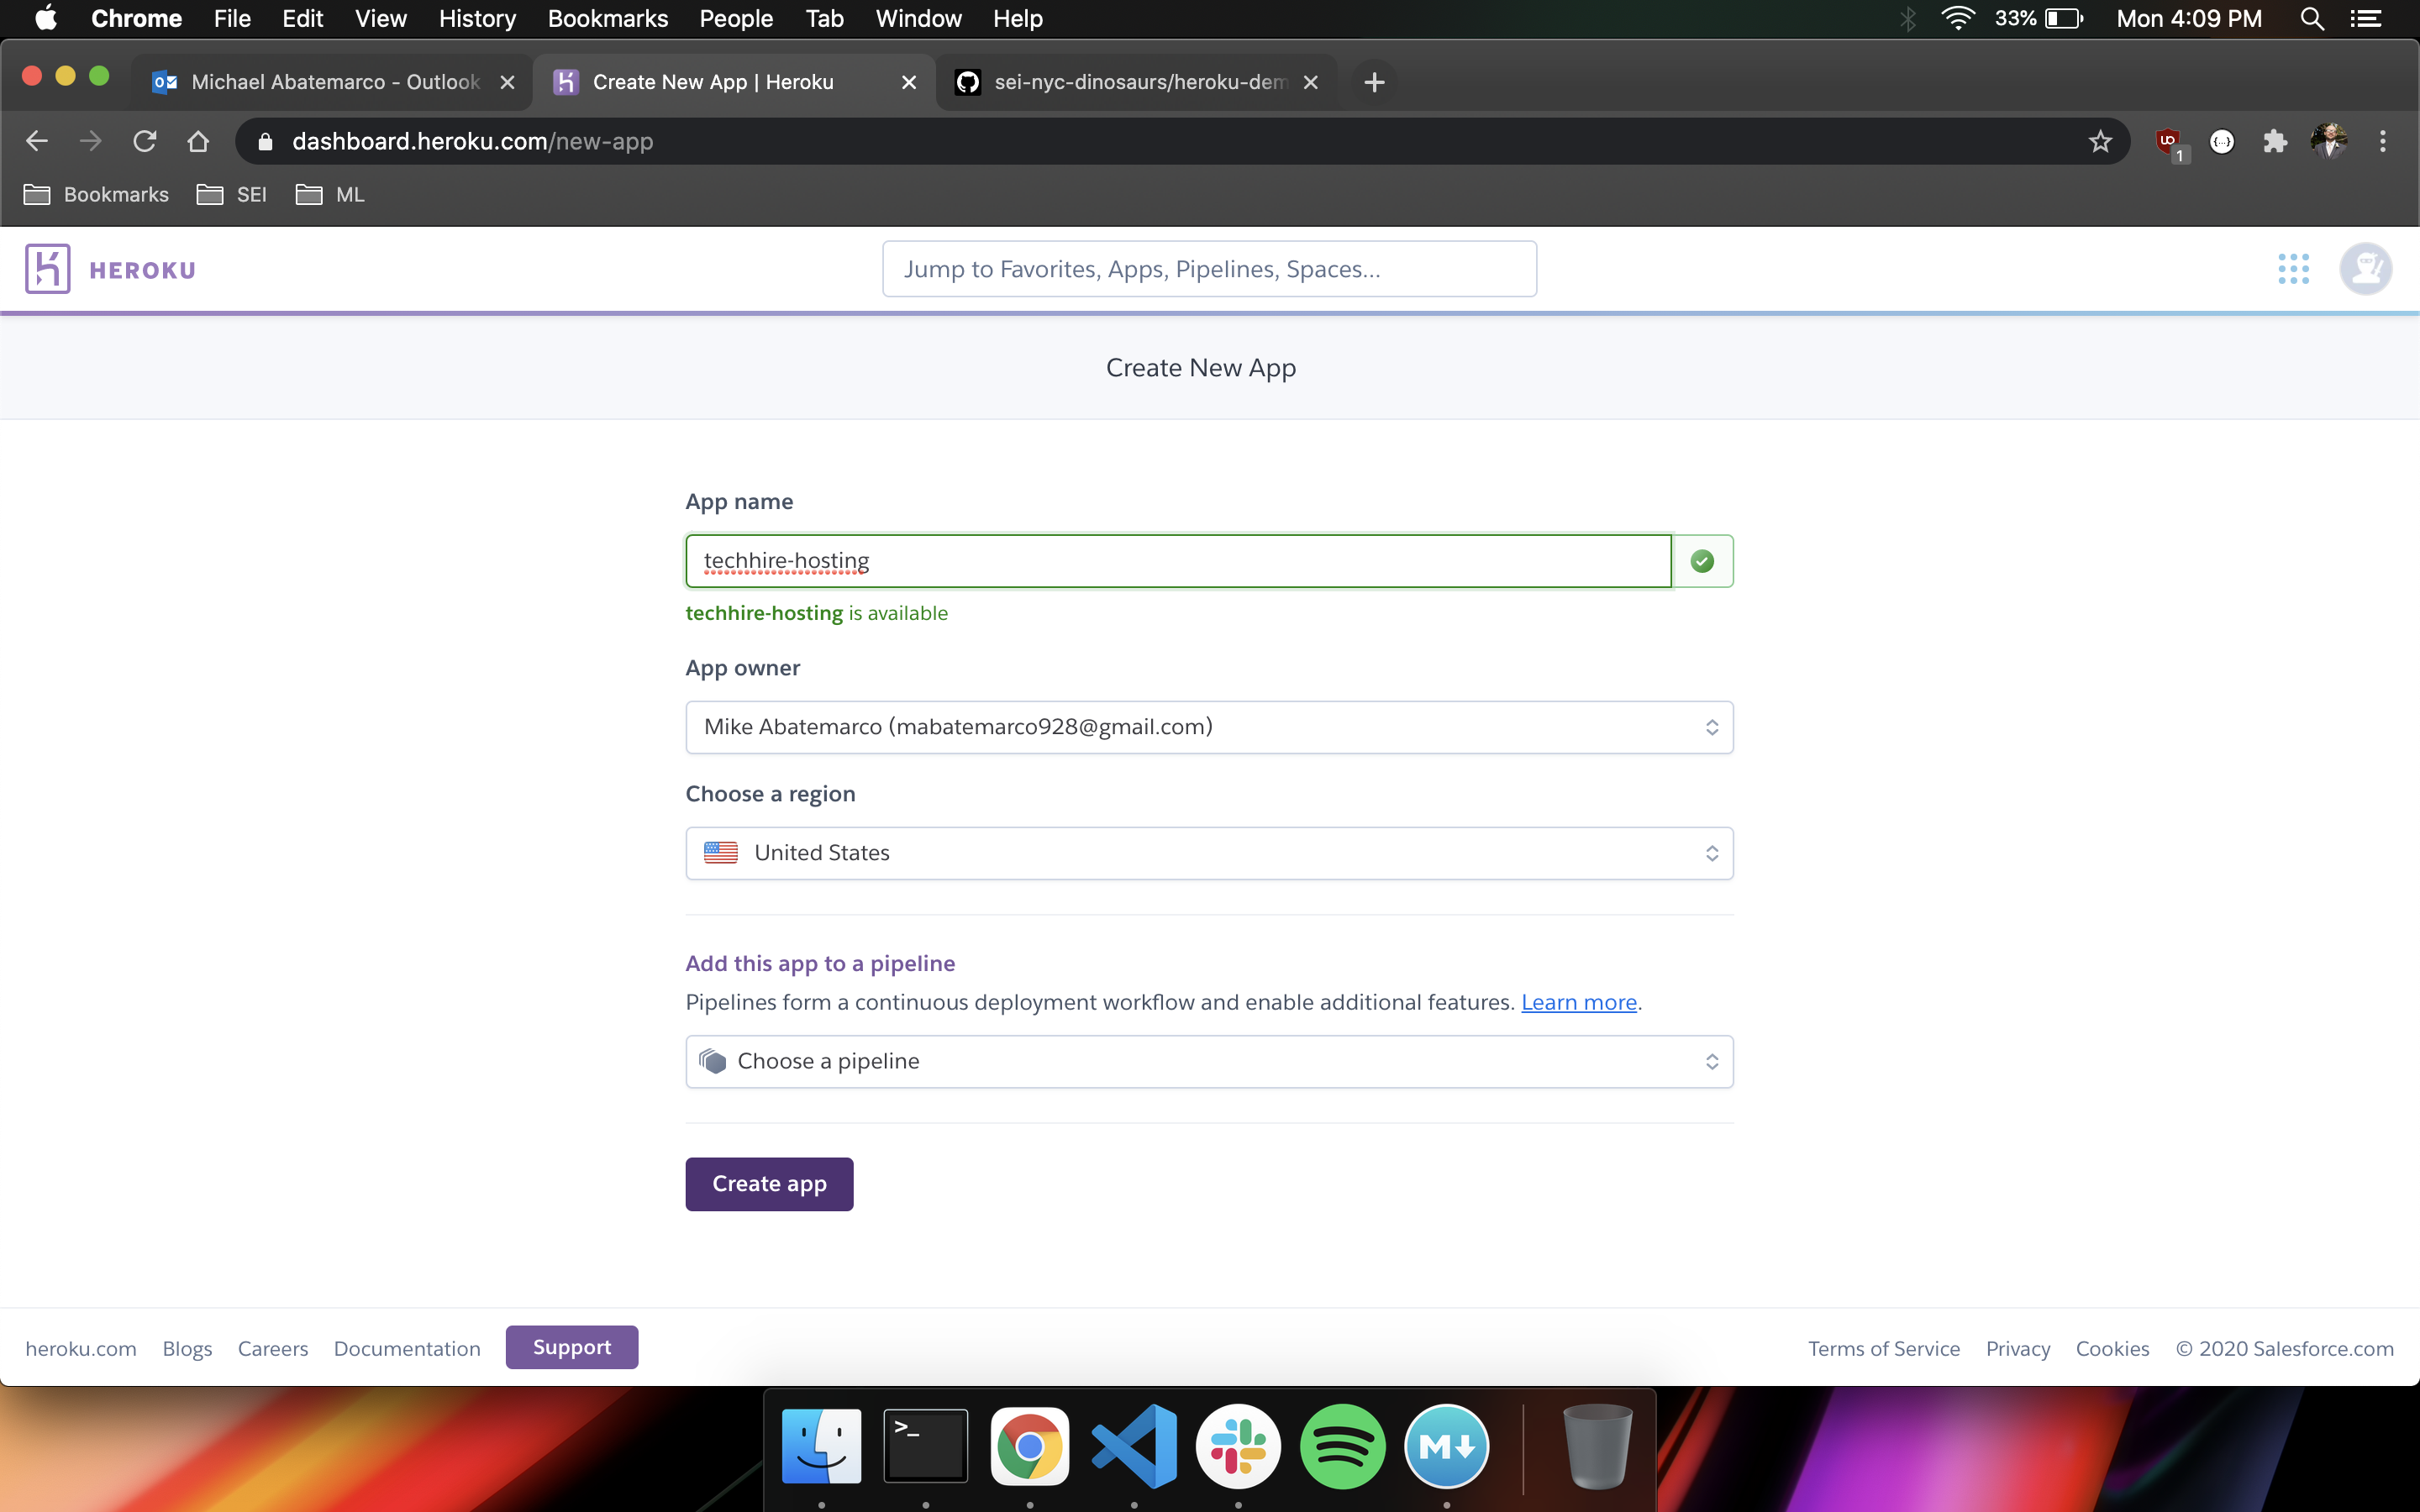 Chrome File Edit View History Bookmarks People Tab Window Help 33% Mon 4:09 PM
Michael Abatemarco - Outlook Create New App | Heroku sei-nyc-dinosaurs/heroku-dem
dashboard.heroku.com/new-app
1
Bookmarks SEI ML
HEROKU Jump to Favorites, Apps, Pipelines, Spaces...
Create New App
App name
techhire-hosting
techhire-hosting is available
App owner
Mike Abatemarco (mabatemarco928@gmail.com)
Choose a region
United States
Add this app to a pipeline
Pipelines form a continuous deployment workflow and enable additional features. Learn more.
Choose a pipeline
Create app
heroku.com Blogs Careers Documentation Support Terms of Service Privacy Cookies © 2020 Salesforce.com